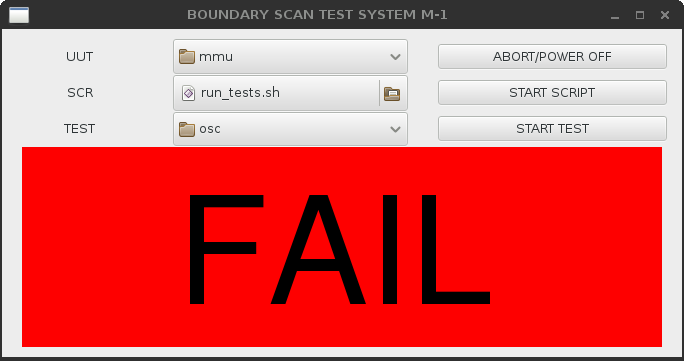 BOUNDARY SCAN TEST SYSTEM M-1
UUT mmu ABORT/POWER OFF
SCR run_tests.sh START SCRIPT
TEST osc START TEST
FAIL